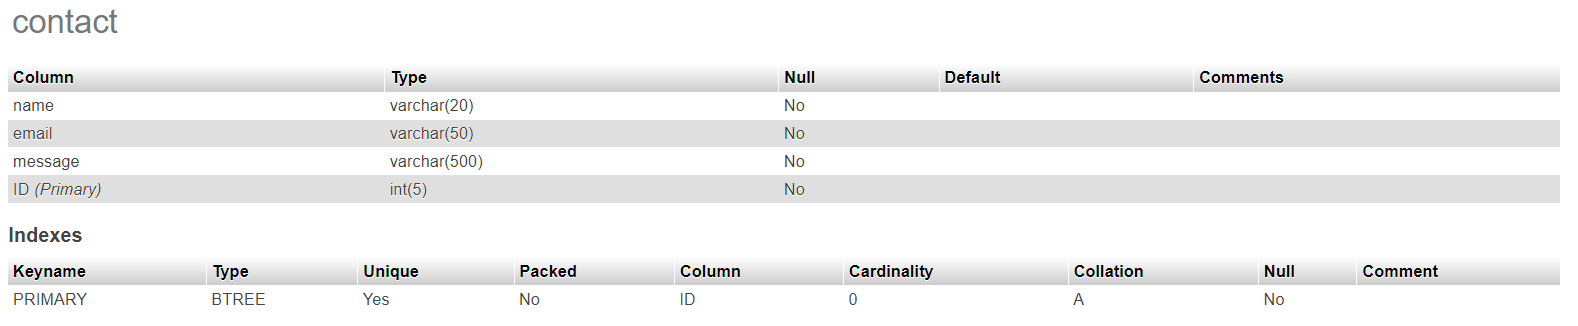 contact
Column Type Null Default Comments
name varchar(20) No
email varchar(50) No
message varchar(500) No
ID (Primary) int(5) No
Indexes
Keyname Type Unique Packed Column Cardinality Collation Null Comment
PRIMARY BTREE Yes No ID 0 A No